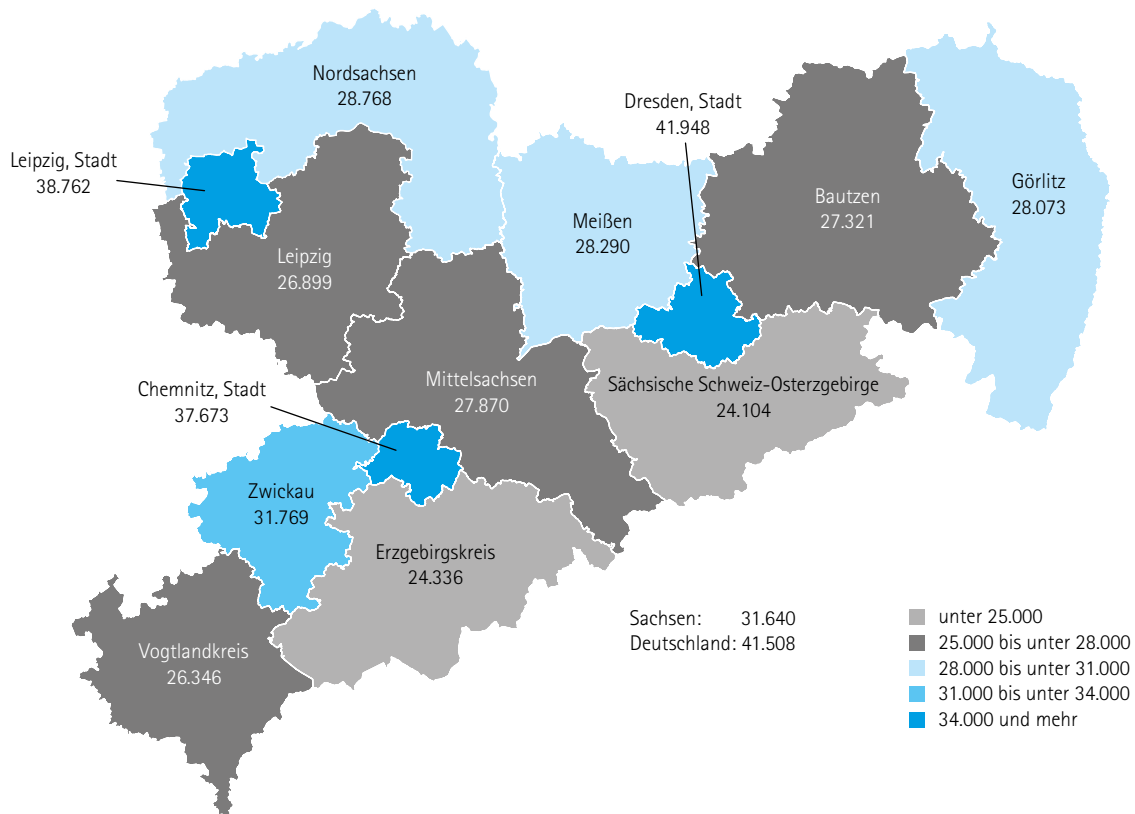 Nordsachsen
28.768
Dresden, Stadt
41.948
Leipzig, Stadt
38.762
Görlitz
28.073
Bautzen
27.321
Meißen
28.290
Leipzig
26.899
Mittelsachsen
27.870
Sächsische Schweiz-Osterzgebirge
24.104
Chemnitz, Stadt
37.673
Zwickau
31.769
Erzgebirgskreis
24.336
Vogtlandkreis
26.346
Sachsen: 31.640
Deutschland: 41.508
unter 25.000
25.000 bis unter 28.000
28.000 bis unter 31.000
31.000 bis unter 34.000
34.000 und mehr